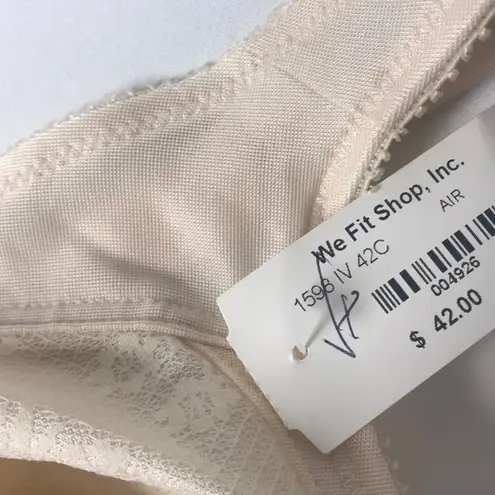 We Fit Shop, Inc.
1598 IV 42C AIR
004926
$ 42.00